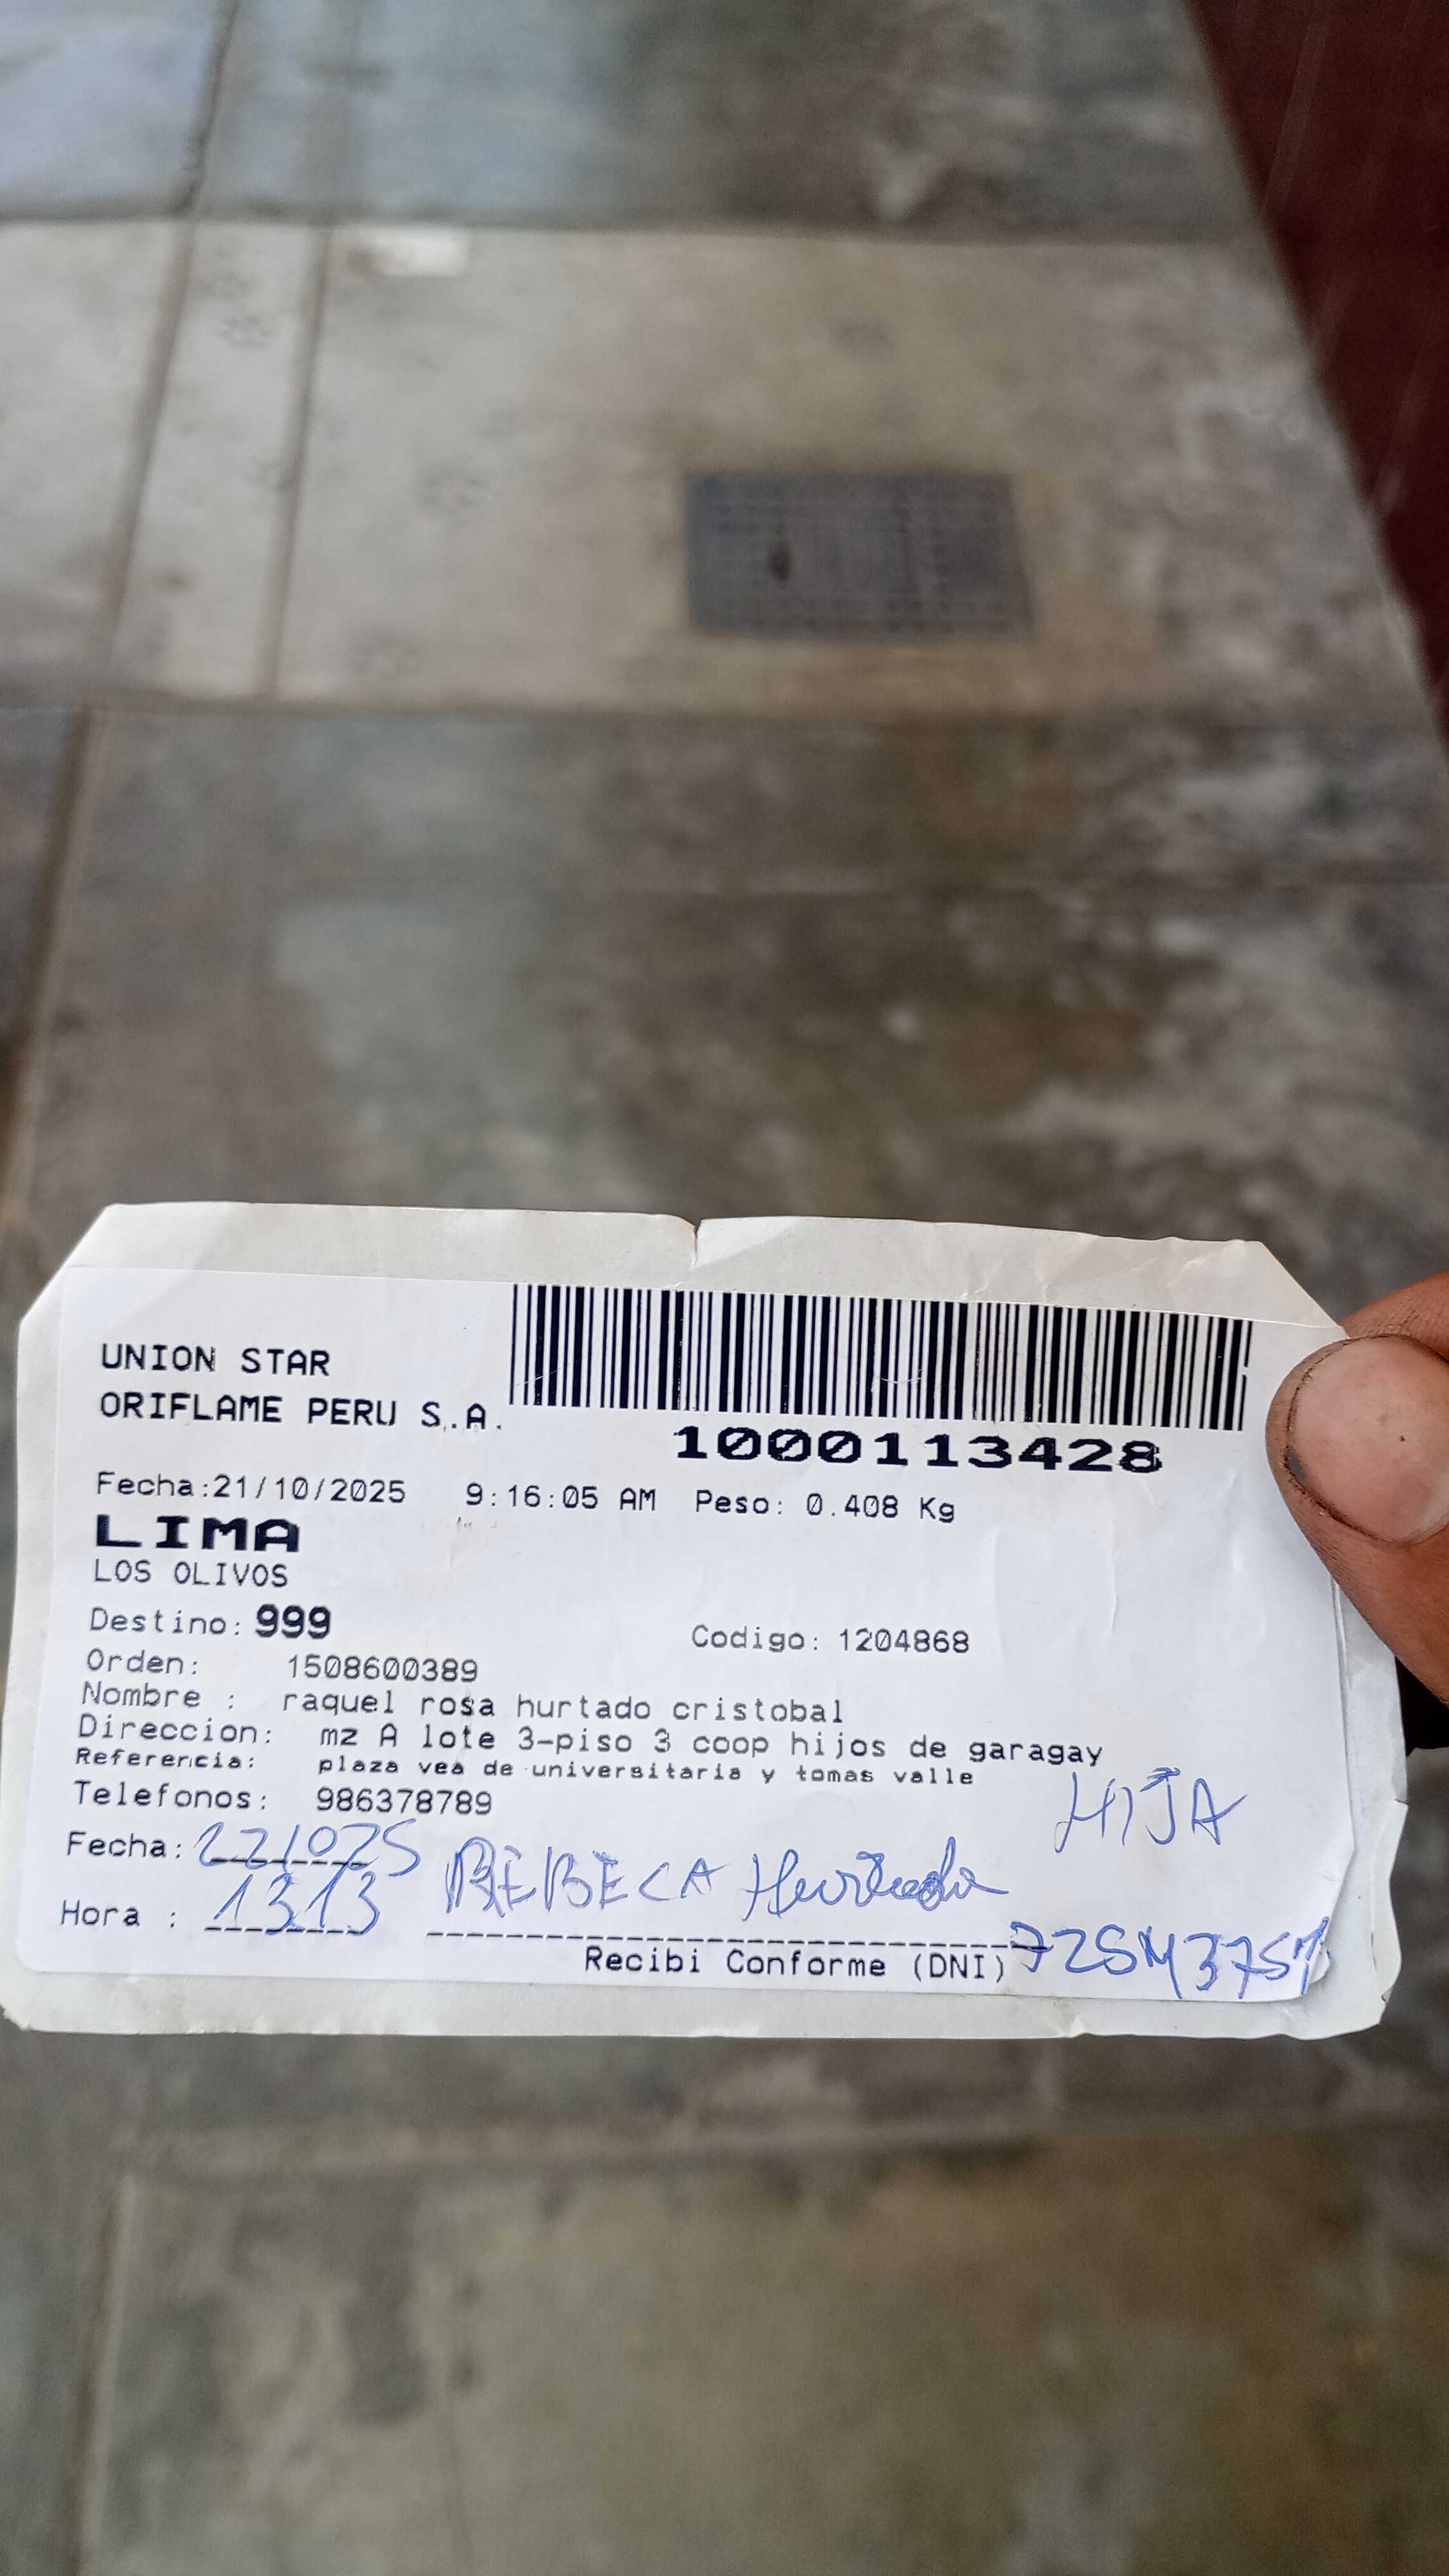 UNION STAR
ORIFLAME PERU S.A.
1000113428
Fecha:21/10/2025 9:16:05 AM Peso: 0.408 Kg
LIMA
LOS OLIVOS
Destino: 999 Codigo: 1204868
Orden: 1508600389
Nombre : raquel rosa hurtado cristobal
Direccion: mz A lote 3-piso 3 coop hijos de garagay
Referencia: plaza vea de universitaria y tomas valle
Telefonos: 986378789
HIJA
Fecha: 221025
Hora : 1313 REBECA Hurtado
Recibi Conforme (DNI)